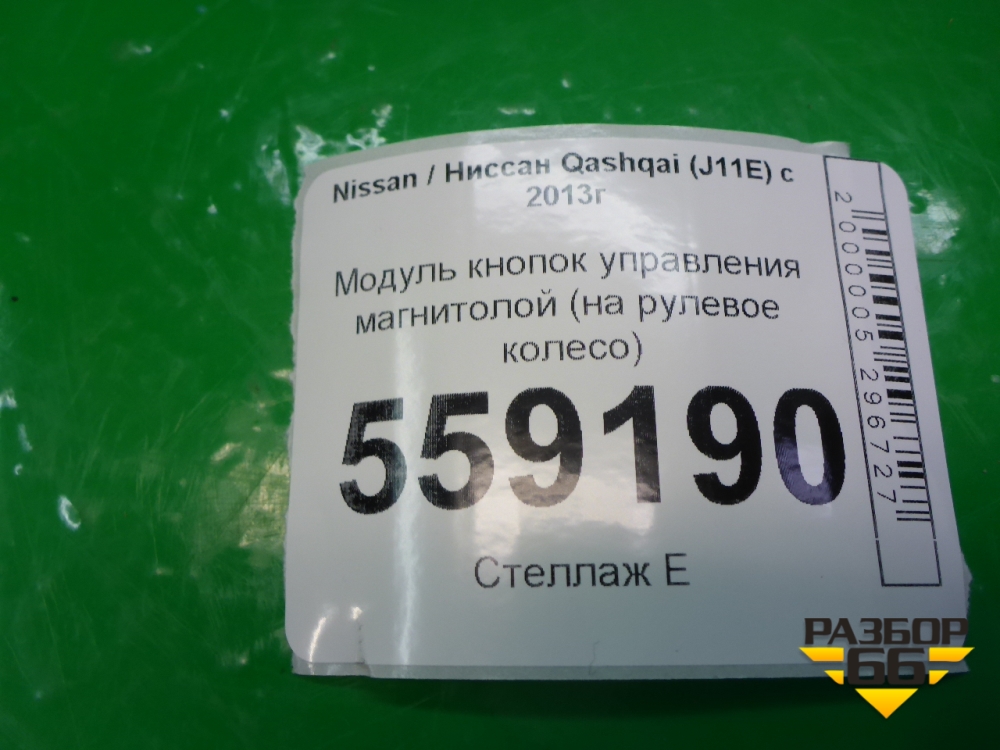 Nissan / Ниссан Qashqai (J11E) с
2013г
Модуль кнопок управления
магнитолой (на рулевое
колесо)
559190
Стеллаж Е
2000005296727
РАЗБОР
66